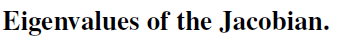 Eigenvalues of the Jacobian.